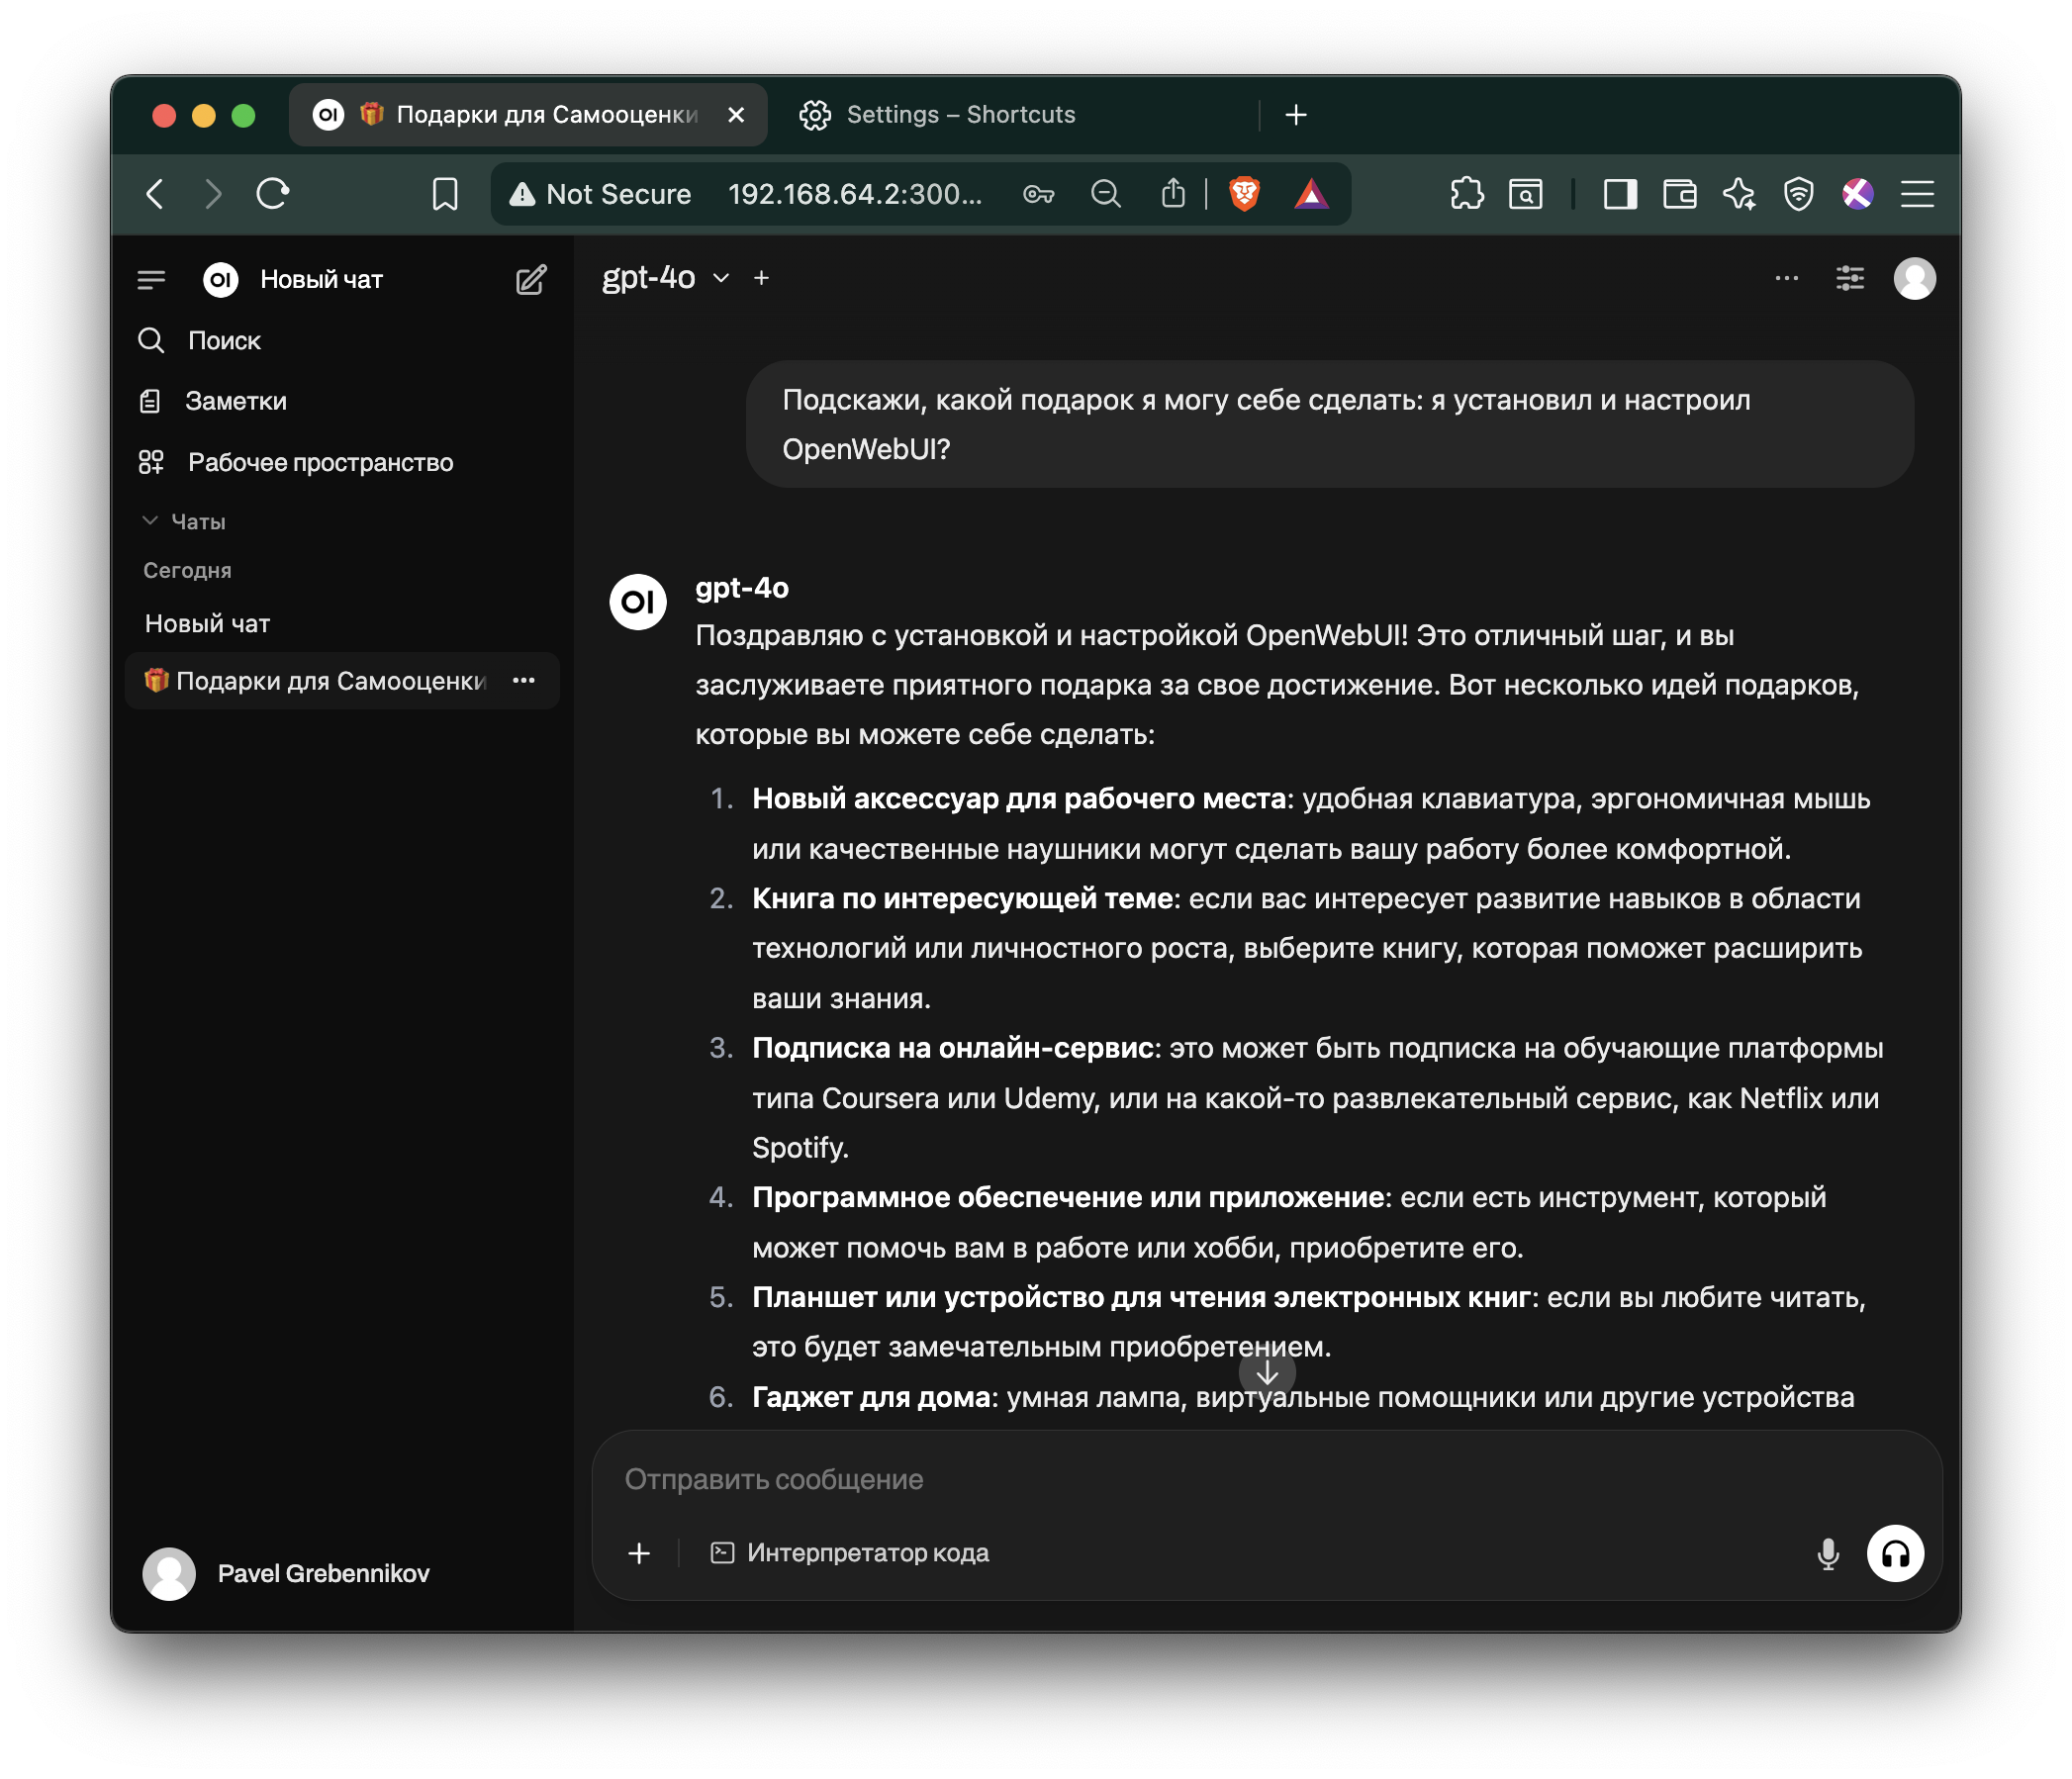 OI 🎁 Подарки для Самооценки
Settings – Shortcuts
Not Secure 192.168.64.2:300...
OI Новый чат
Поиск
Заметки
Рабочее пространство
Чаты
Сегодня
Новый чат
🎁 Подарки для Самооценки
Pavel Grebennikov
gpt-4o
Подскажи, какой подарок я могу себе сделать: я установил и настроил
OpenWebUI?
OI gpt-4o
Поздравляю с установкой и настройкой OpenWebUI! Это отличный шаг, и вы
заслуживаете приятного подарка за свое достижение. Вот несколько идей подарков,
которые вы можете себе сделать:
1. Новый аксессуар для рабочего места: удобная клавиатура, эргономичная мышь
или качественные наушники могут сделать вашу работу более комфортной.
2. Книга по интересующей теме: если вас интересует развитие навыков в области
технологий или личностного роста, выберите книгу, которая поможет расширить
ваши знания.
3. Подписка на онлайн-сервис: это может быть подписка на обучающие платформы
типа Coursera или Udemy, или на какой-то развлекательный сервис, как Netflix или
Spotify.
4. Программное обеспечение или приложение: если есть инструмент, который
может помочь вам в работе или хобби, приобретите его.
5. Планшет или устройство для чтения электронных книг: если вы любите читать,
это будет замечательным приобретением.
6. Гаджет для дома: умная лампа, виртуальные помощники или другие устройства
Отправить сообщение
Интерпретатор кода